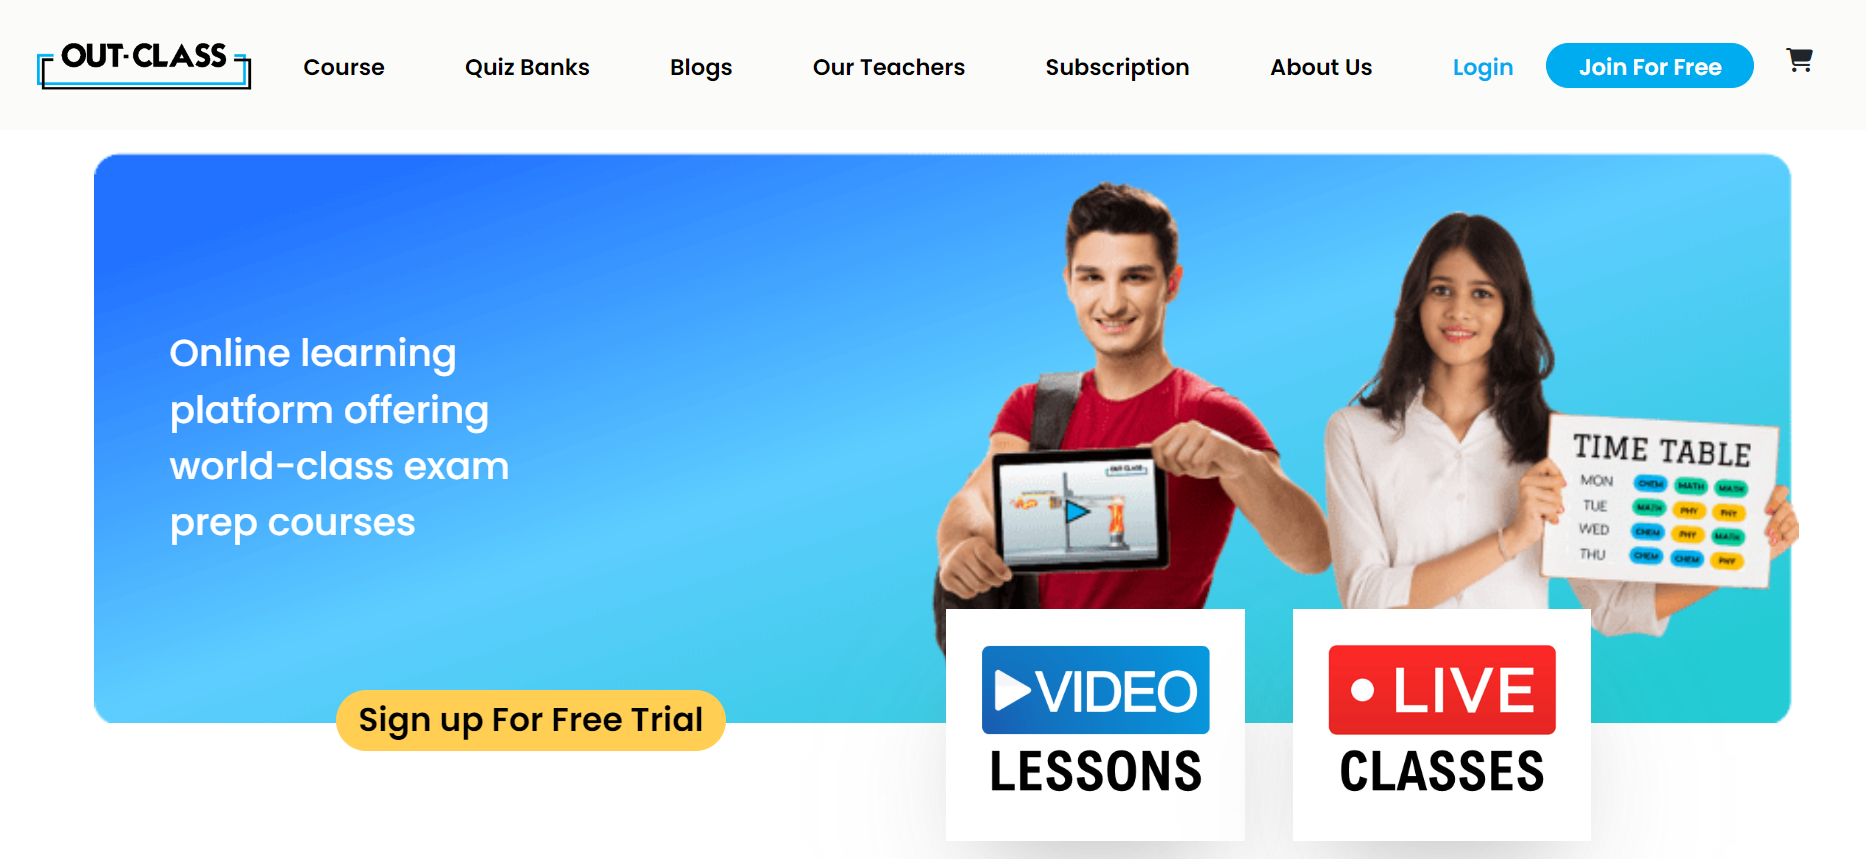 OUT-CLASS
Course
Quiz Banks
Blogs
Our Teachers
Subscription
About Us
Login
Join For Free
Online learning
platform offering
world-class exam
prep courses
OUT-CLASS
TIME TABLE
MON CHEM MATH MATH
TUE MATH PHY PHY
WED CHEM PHY MATH
THU CHEM CHEM PHY
Sign up For Free Trial
VIDEO
LESSONS
LIVE
CLASSES